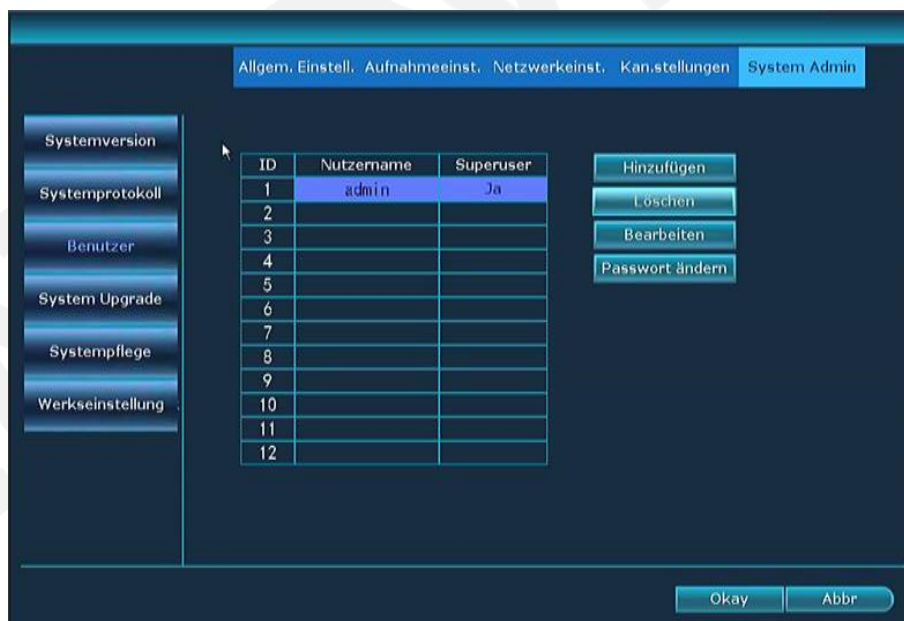 Allgem. Einstell. Aufnahmeeinst. Netzwerkeinst. Kan.stellungen System Admin
Systemversion
Systemprotokoll
Benutzer
System Upgrade
Systempflege
Werkseinstellung
ID Nutzername Superuser
1 admin Ja
2
3
4
5
6
7
8
9
10
11
12
Hinzufügen
Löschen
Bearbeiten
Passwort ändern
Okay Abbr